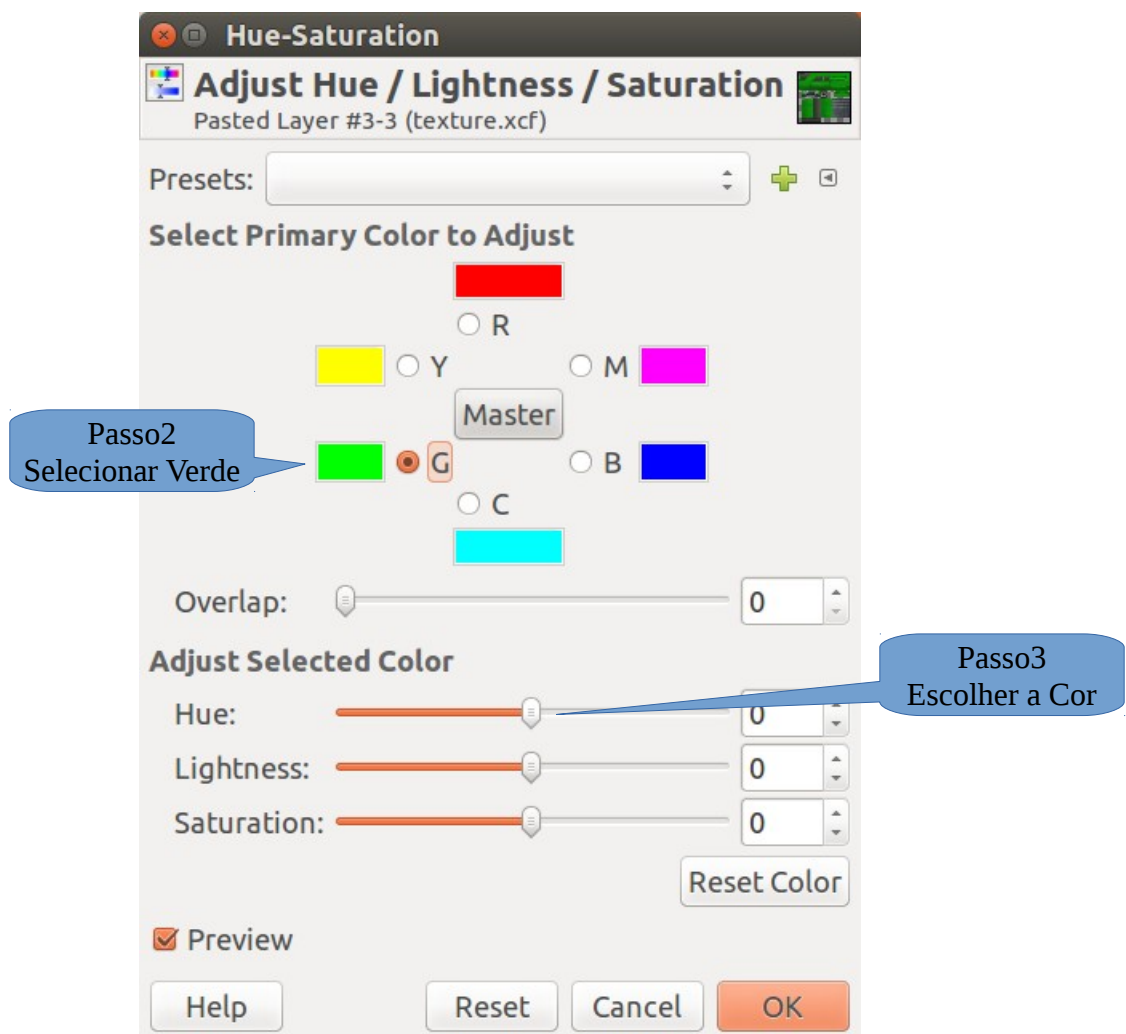 Hue-Saturation
Adjust Hue / Lightness / Saturation
Pasted Layer #3-3 (texture.xcf)
Presets:
Select Primary Color to Adjust
R
Y
M
Master
Passo2
Selecionar Verde
G
B
C
Overlap:
0
Adjust Selected Color
Passo3
Escolher a Cor
Hue:
0
Lightness:
0
Saturation:
0
Reset Color
Preview
Help
Reset
Cancel
OK